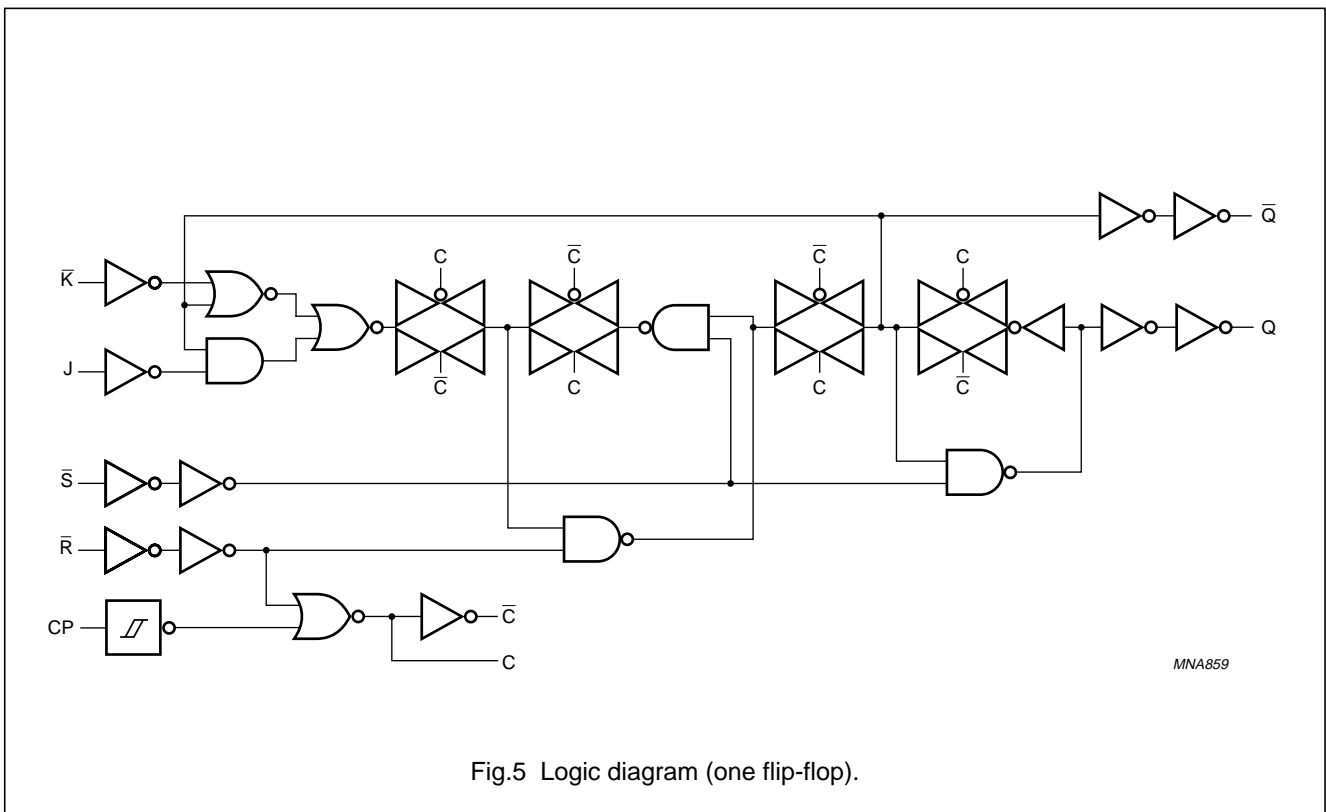 Q̅
K̅
C
C̅
C̅
C
J
C̅
C
C
C̅
Q
S̅
R̅
C̅
CP
C
MNA859
Fig.5 Logic diagram (one flip-flop).